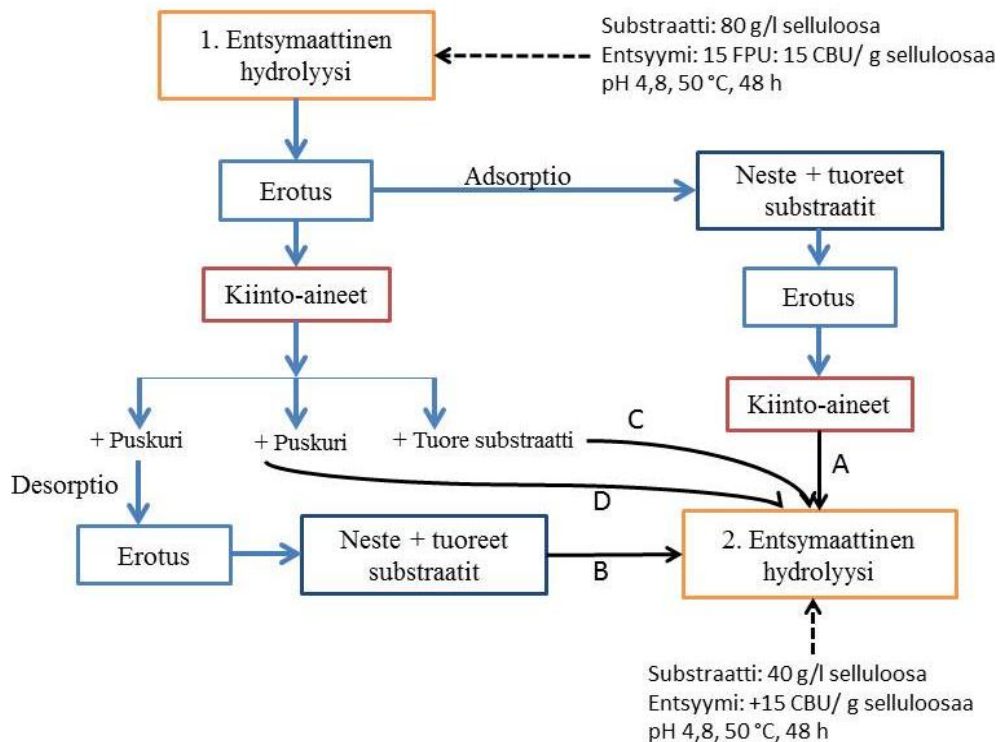 Substraatti: 80 g/l selluloosa
Entsyymi: 15 FPU: 15 CBU/ g selluloosaa
pH 4,8, 50 °C, 48 h
1. Entsymaattinen
hydrolyysi
Erotus
Adsorptio
Neste + tuoreet
substraatit
Kiinto-aineet
Erotus
Kiinto-aineet
+ Puskuri
+ Puskuri
+ Tuore substraatti
C
A
Desorptio
D
Erotus
Neste + tuoreet
substraatit
B
2. Entsymaattinen
hydrolyysi
Substraatti: 40 g/l selluloosa
Entsyymi: +15 CBU/ g selluloosaa
pH 4,8, 50 °C, 48 h